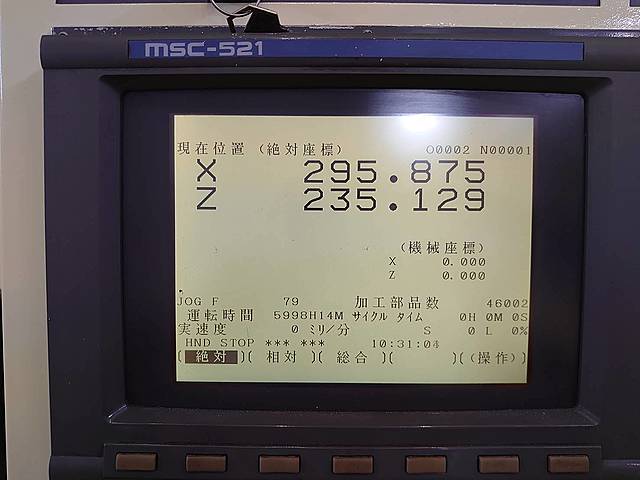 MSC-521
現在位置 (絶対座標) O0002 N00001
X 295.875
Z 235.129
(機械座標)
X 0.000
Z 0.000
JOG F 79 加工部品数 46002
運転時間 5998H14M サイクル タイム 0H 0M 0S
実速度 0 ミリ/分 S 0 L 0%
HND STOP *** *** 10:31:04
( 絶対 )( 相対 )( 総合 )( )( (操作) )